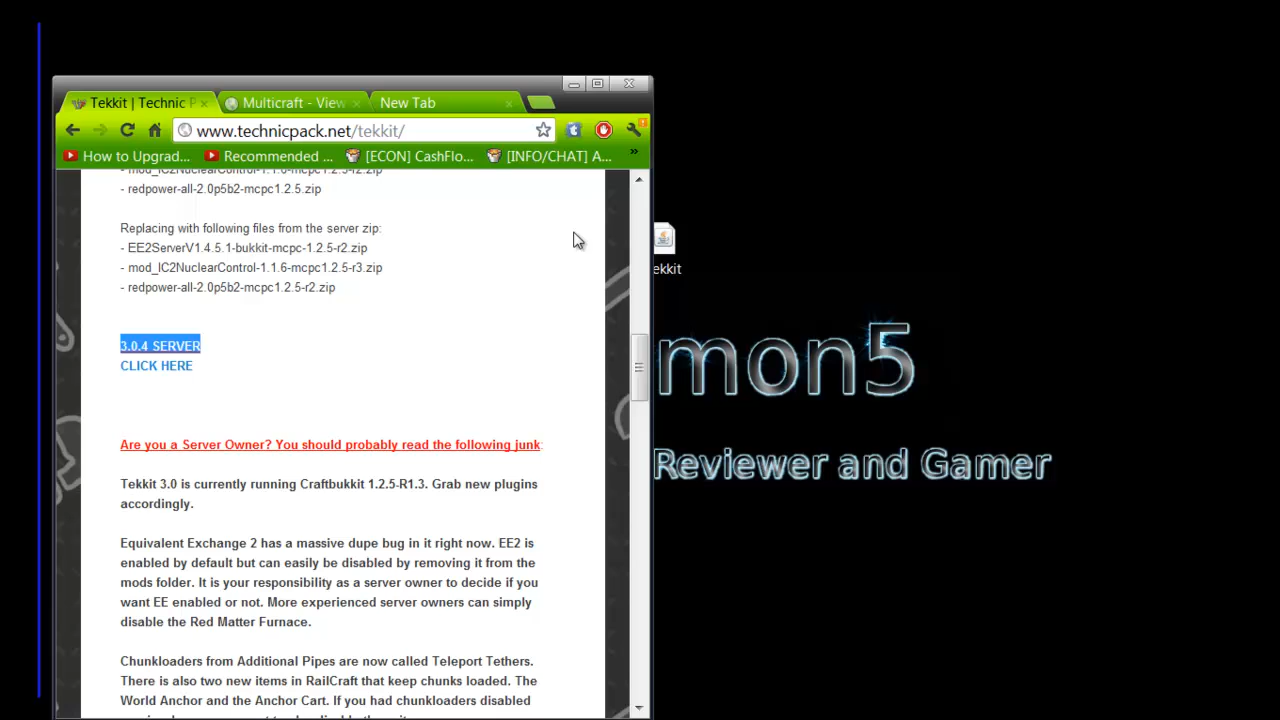 Tekkit | Technic P
Multicraft - View
New Tab
www.technicpack.net/tekkit/
How to Upgrad...
Recommended ...
[ECON] CashFlo...
[INFO/CHAT] A...
»
- mod_IC2NuclearControl-1.1.6-mcpc1.2.5-r2.zip
- redpower-all-2.0p5b2-mcpc1.2.5.zip
Replacing with following files from the server zip:
- EE2ServerV1.4.5.1-bukkit-mcpc-1.2.5-r2.zip
- mod_IC2NuclearControl-1.1.6-mcpc1.2.5-r3.zip
- redpower-all-2.0p5b2-mcpc1.2.5-r2.zip
3.0.4 SERVER
CLICK HERE
Are you a Server Owner? You should probably read the following junk:
Tekkit 3.0 is currently running Craftbukkit 1.2.5-R1.3. Grab new plugins
accordingly.
Equivalent Exchange 2 has a massive dupe bug in it right now. EE2 is
enabled by default but can easily be disabled by removing it from the
mods folder. It is your responsibility as a server owner to decide if you
want EE enabled or not. More experienced server owners can simply
disable the Red Matter Furnace.
Chunkloaders from Additional Pipes are now called Teleport Tethers.
There is also two new items in RailCraft that keep chunks loaded. The
World Anchor and the Anchor Cart. If you had chunkloaders disabled
ekkit
mon5
Reviewer and Gamer